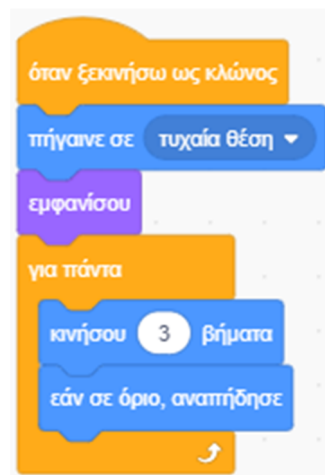 όταν ξεκινήσω ως κλώνος
πήγαινε σε τυχαία θέση
εμφανίσου
για πάντα
κινήσου 3 βήματα
εάν σε όριο, αναπήδησε